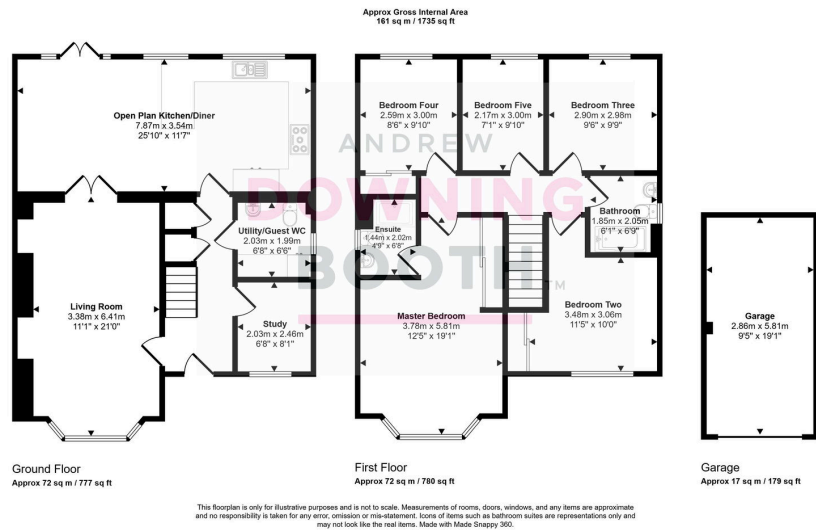 Approx Gross Internal Area
161 sq m / 1735 sq ft
Open Plan Kitchen/Diner
7.87m x 3.54m
25'10" x 11'7"
Utility/Guest WC
2.03m x 1.99m
6'8" x 6'6"
Living Room
3.38m x 6.41m
11'1" x 21'0"
Study
2.03m x 2.46m
6'8" x 8'1"
Ground Floor
Approx 72 sq m / 777 sq ft
Bedroom Four
2.59m x 3.00m
8'6" x 9'10"
Bedroom Five
2.17m x 3.00m
7'1" x 9'10"
Bedroom Three
2.90m x 2.98m
9'6" x 9'9"
Ensuite
1.44m x 2.02m
4'9" x 6'8"
Bathroom
1.85m x 2.05m
6'1" x 6'9"
Master Bedroom
3.78m x 5.81m
12'5" x 19'1"
Bedroom Two
3.48m x 3.06m
11'5" x 10'0"
First Floor
Approx 72 sq m / 780 sq ft
Garage
2.86m x 5.81m
9'5" x 19'1"
Garage
Approx 17 sq m / 179 sq ft
ANDREW
DOWNING
BOOTH™
This floorplan is only for illustrative purposes and is not to scale. Measurements of rooms, doors, windows, and any items are approximate
and no responsibility is taken for any error, omission or mis-statement. Icons of items such as bathroom suites are representations only and
may not look like the real items. Made with Made Snappy 360.